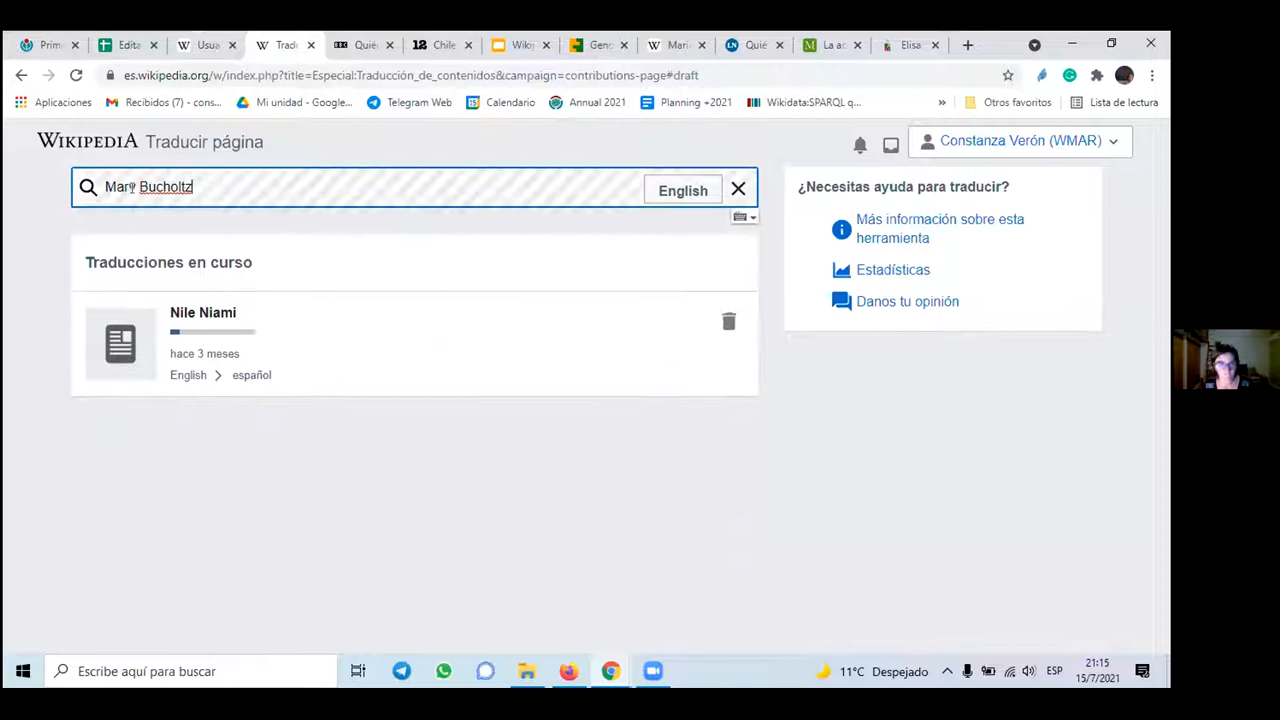 Prim
Edita
Usua
Tradu
Quié
Chile
Wikip
Geno
Mari
Quié
La ac
Elisa
es.wikipedia.org/w/index.php?title=Especial:Traducción_de_contenidos&campaign=contributions-page#draft
Aplicaciones
Recibidos (7) - cons...
Mi unidad - Google...
Telegram Web
Calendario
Annual 2021
Planning +2021
Wikidata:SPARQL q...
»
Otros favoritos
Lista de lectura
WIKIPEDIA Traducir página
Constanza Verón (WMAR)
Mary Bucholtz
English
Traducciones en curso
Nile Niami
hace 3 meses
English
español
¿Necesitas ayuda para traducir?
Más información sobre esta
herramienta
Estadísticas
Danos tu opinión
Escribe aquí para buscar
11°C Despejado
ESP
21:15
15/7/2021